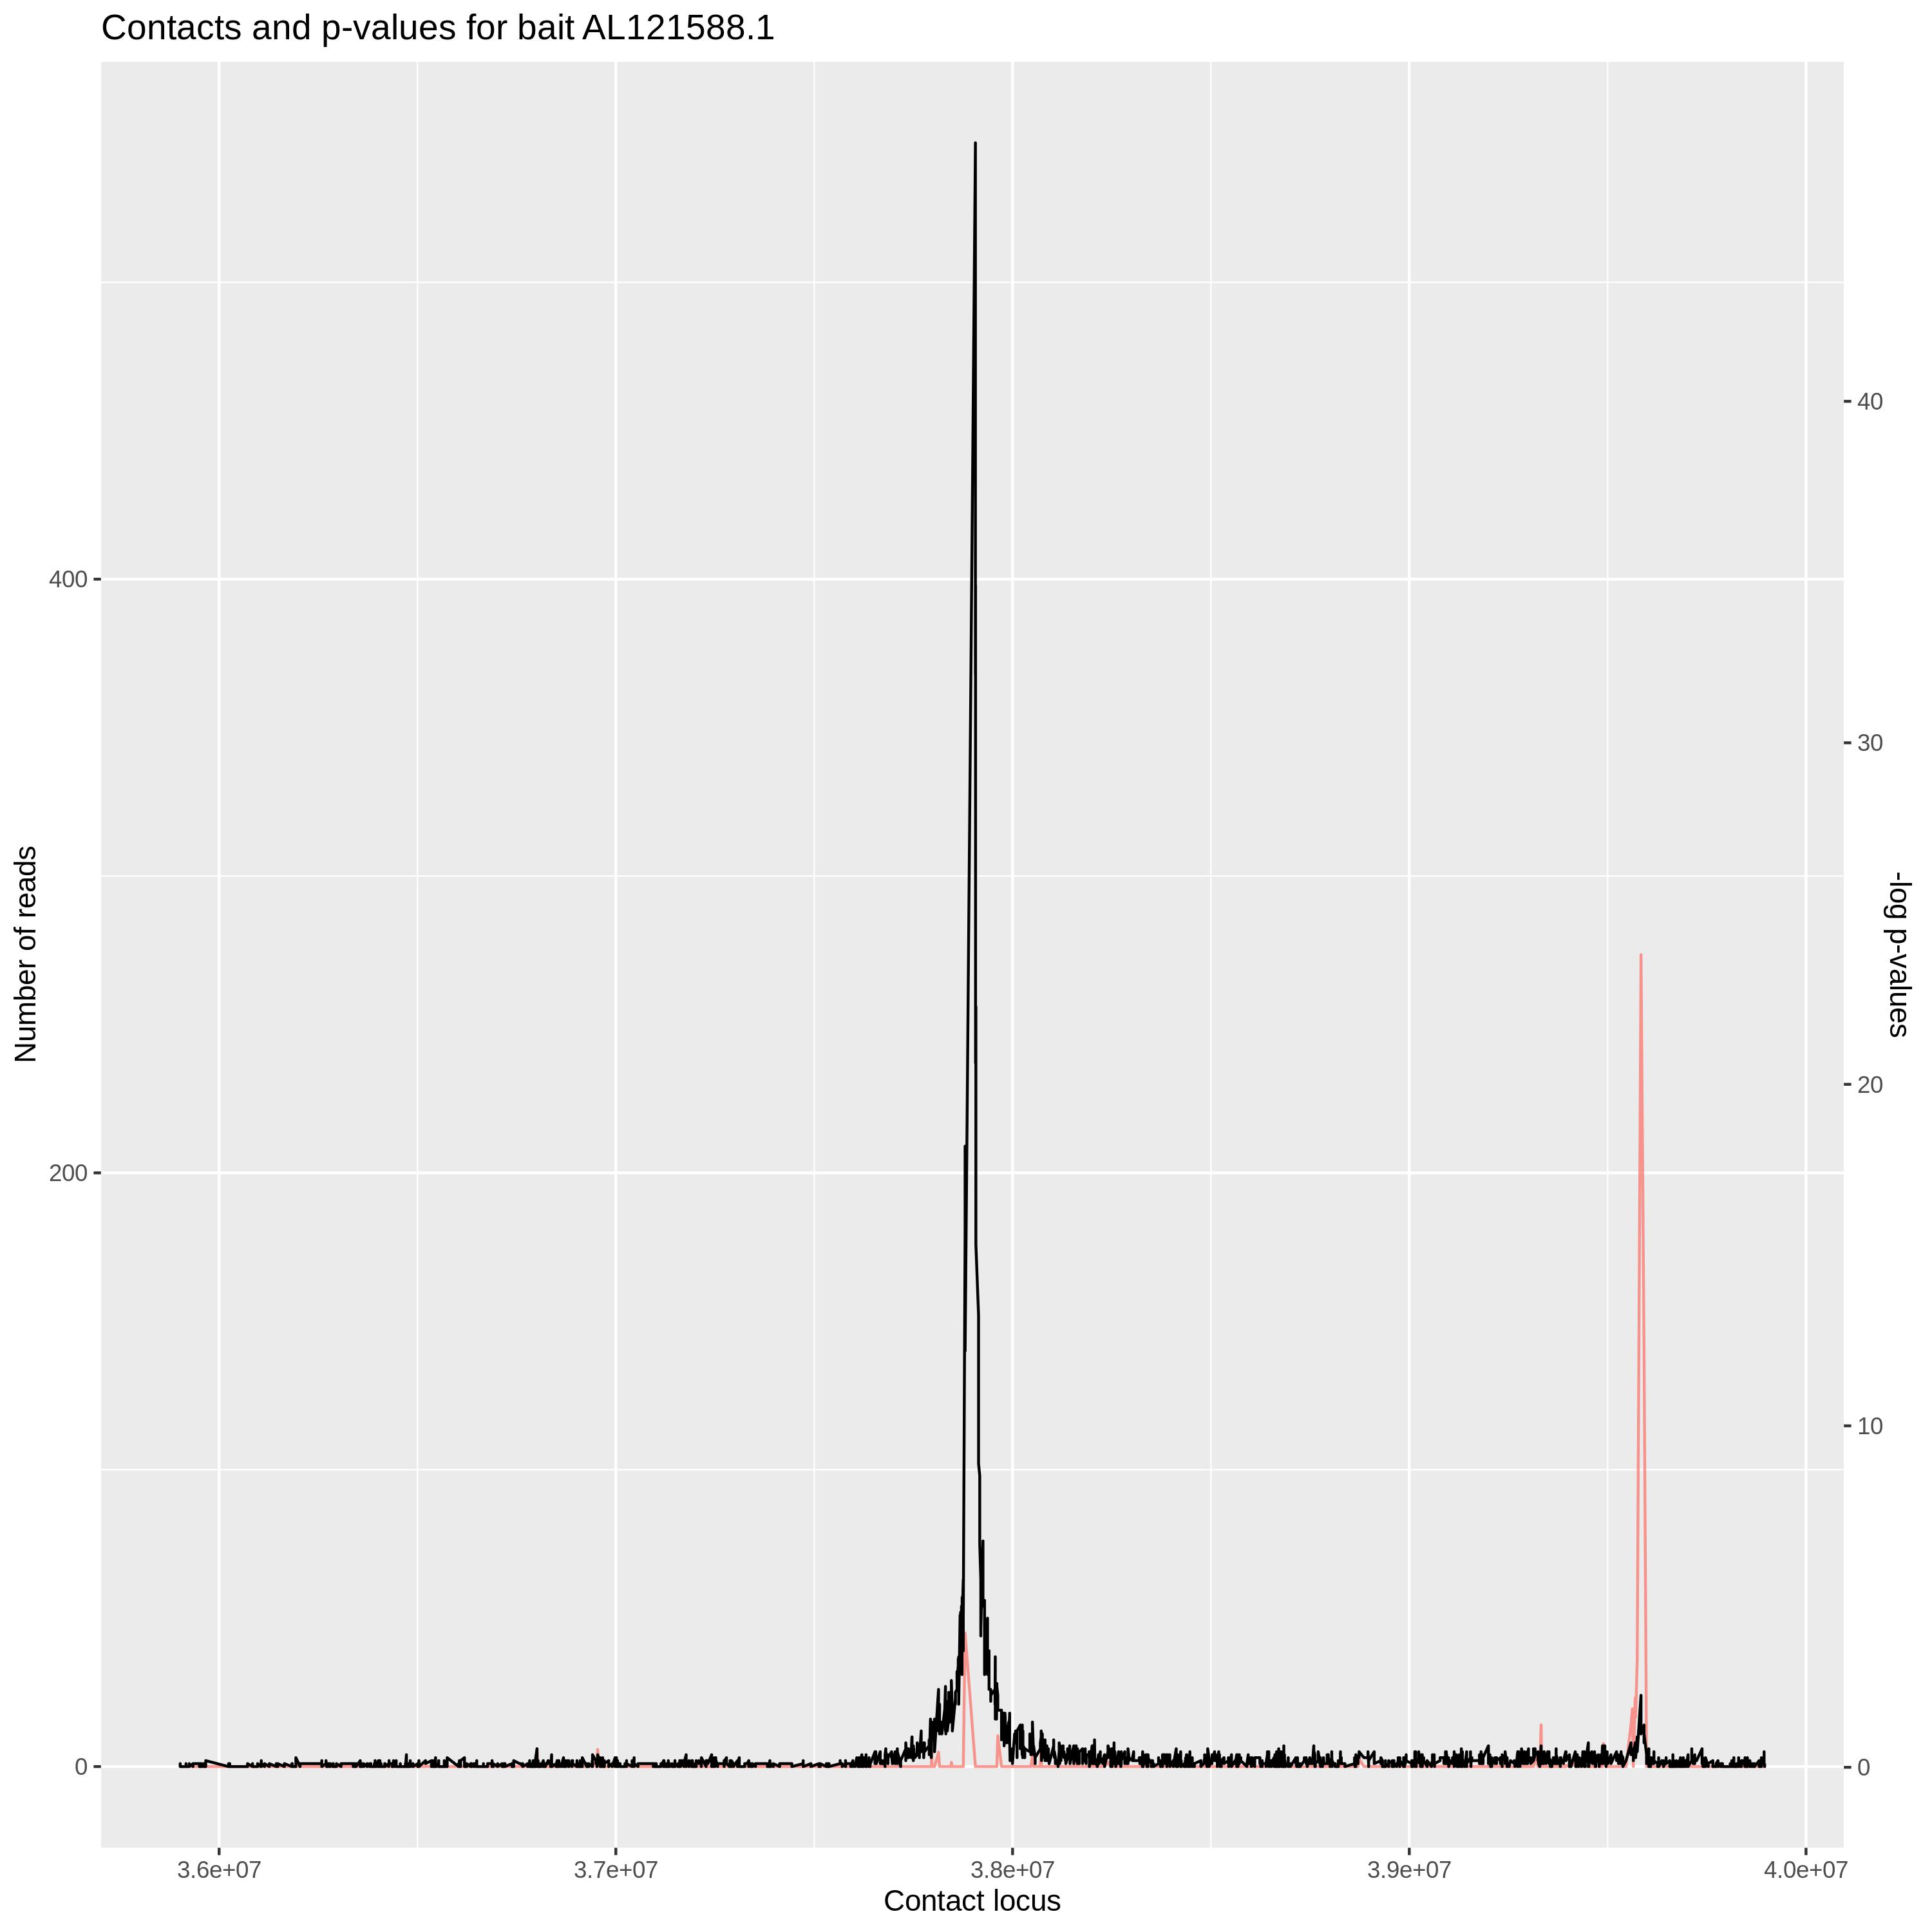 Contacts and p-values for bait AL121588.1
Number of reads
400
200
0
40
30
20
10
0
-log p-values
3.6e+07
3.7e+07
3.8e+07
3.9e+07
4.0e+07
Contact locus